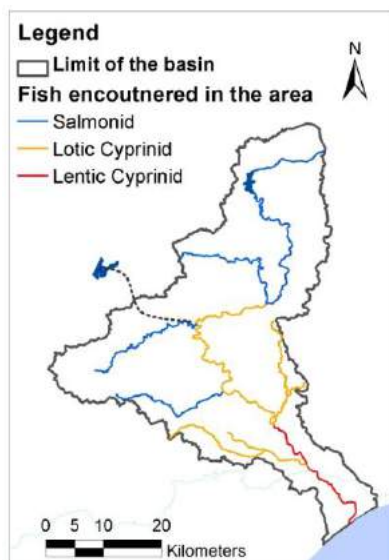 Legend
Limit of the basin
Fish encoutnered in the area
Salmonid
Lotic Cyprinid
Lentic Cyprinid
N
0 5 10 20
Kilometers